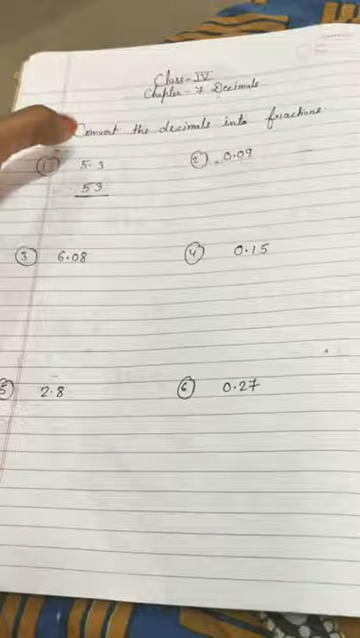 Class-IV
Chapter-7 Decimals
Convert the decimals into fractions.
① 5.3
53
② 0.09
③ 6.08
④ 0.15
⑤ 2.8
⑥ 0.27